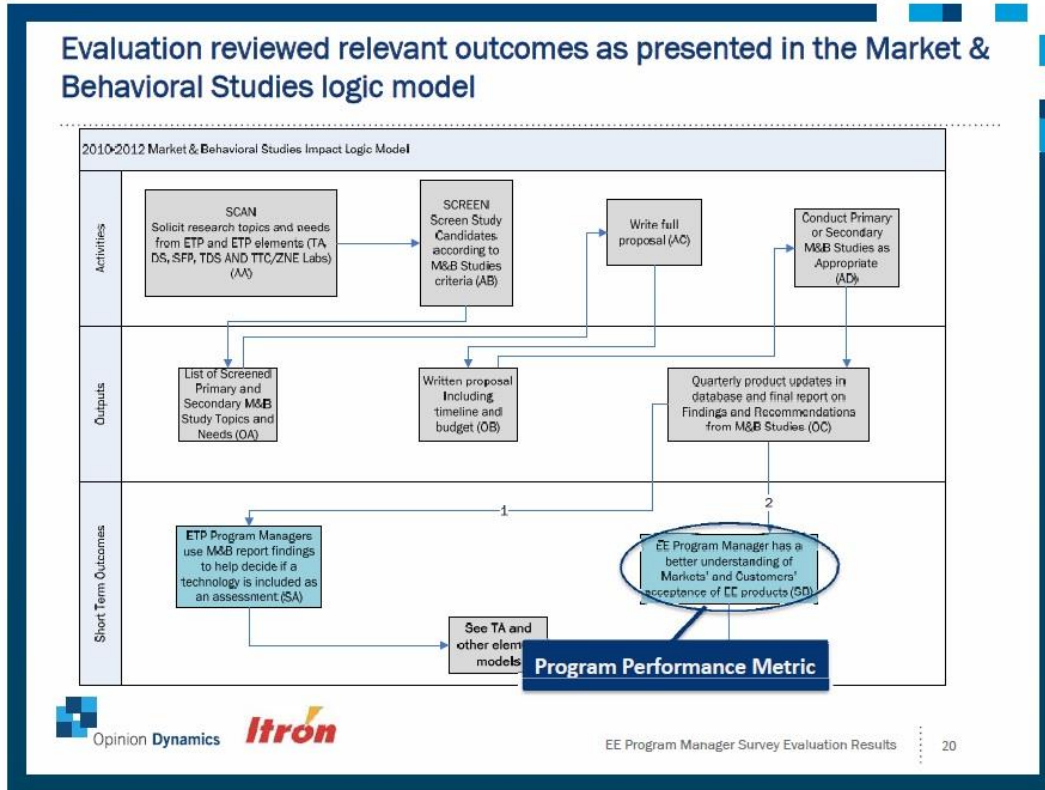 Evaluation reviewed relevant outcomes as presented in the Market &
Behavioral Studies logic model
2010-2012 Market & Behavioral Studies Impact Logic Model
Activities
SCAN
Solicit research topics and needs
from ETP and ETP elements (TA,
DS, SFP, TDS AND TTC/ZNE Labs)
(AA)
SCREEN
Screen Study
Candidates
according to
M&B Studies
criteria (AB)
Write full
proposal (AC)
Conduct Primary
or Secondary
M&B Studies as
Appropriate
(AD)
Outputs
List of Screened
Primary and
Secondary M&B
Study Topics and
Needs (OA)
Written proposal
Including
timeline and
budget (OB)
Quarterly product updates in
database and final report on
Findings and Recommendations
from M&B Studies (OC)
Short Term Outcomes
1
2
ETP Program Managers
use M&B report findings
to help decide if a
technology is included as
an assessment (SA)
EE Program Manager has a
better understanding of
Markets' and Customers'
acceptance of EE products (SB)
See TA and
other elem
models
Program Performance Metric
Opinion Dynamics
Itron
EE Program Manager Survey Evaluation Results
20